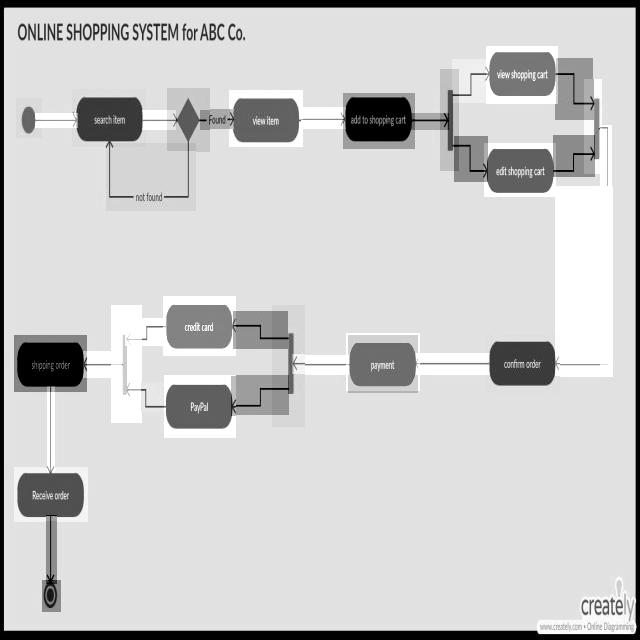 ONLINE SHOPPING SYSTEM for ABC Co.
view shopping cart
search item
Found
view item
add to shopping cart
edit shopping cart
not found
credit card
shipping order
payment
confirm order
PayPal
Receive order
creately
www.creately.com • Online Diagramming